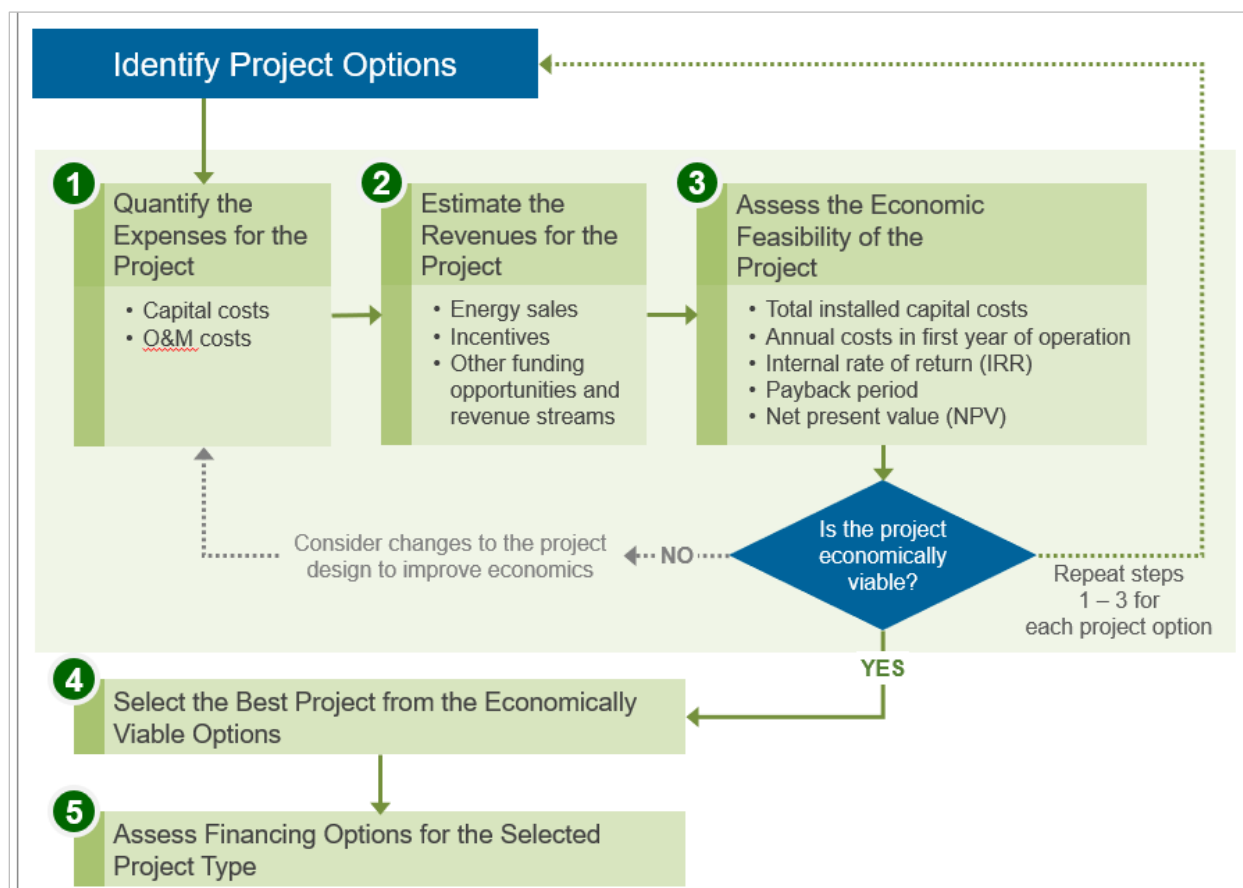 Identify Project Options
1
Quantify the
Expenses for the
Project
• Capital costs
• O&M costs
2
Estimate the
Revenues for the
Project
• Energy sales
• Incentives
• Other funding
opportunities and
revenue streams
3
Assess the Economic
Feasibility of the
Project
• Total installed capital costs
• Annual costs in first year of operation
• Internal rate of return (IRR)
• Payback period
• Net present value (NPV)
Is the project
economically
viable?
NO
Consider changes to the project
design to improve economics
Repeat steps
1 – 3 for
each project option
YES
4
Select the Best Project from the Economically
Viable Options
5
Assess Financing Options for the Selected
Project Type